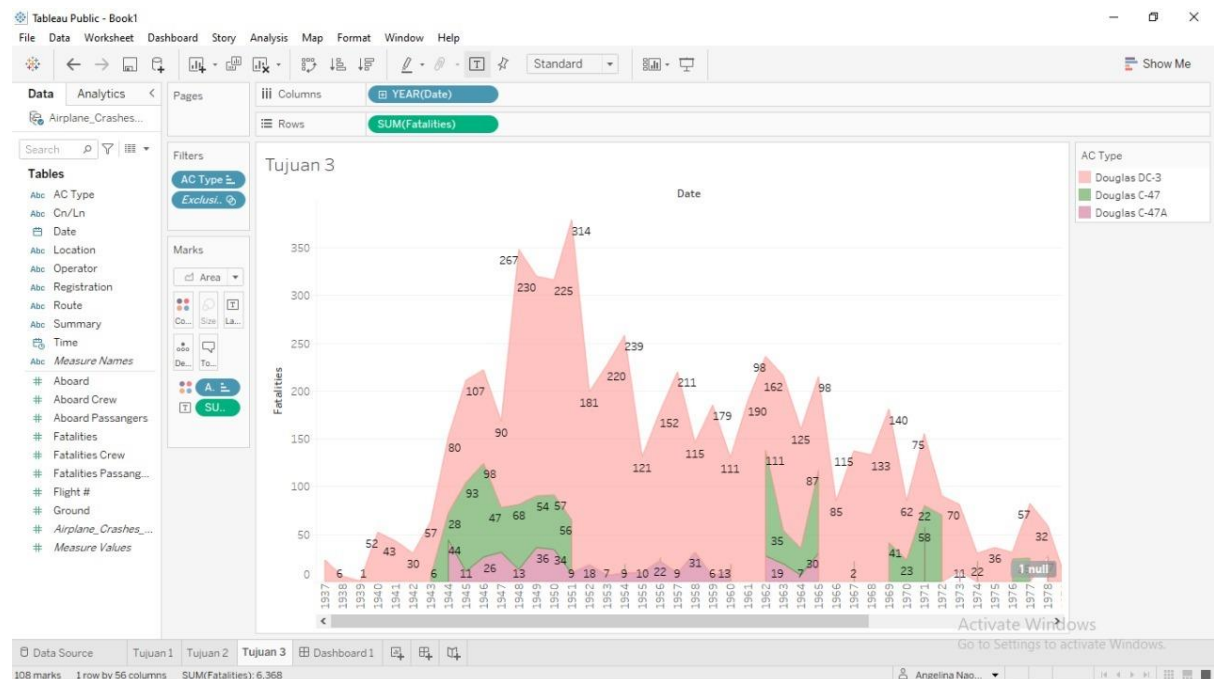 Tableau Public - Book1
File Data Worksheet Dashboard Story Analysis Map Format Window Help
Standard
Show Me
Data Analytics
Pages
iii Columns
YEAR(Date)
Airplane_Crashes...
Rows
SUM(Fatalities)
Search
Tables
Abc AC Type
Abc Cn/Ln
Date
Abc Location
Abc Operator
Abc Registration
Abc Route
Abc Summary
Time
Abc Measure Names
# Aboard
# Aboard Crew
# Aboard Passangers
# Fatalities
# Fatalities Crew
# Fatalities Passang...
# Flight #
# Ground
# Airplane_Crashes_...
# Measure Values
Filters
AC Type
Exclusi..
Marks
Area
Co... Size La...
De... To...
A.
SU..
Tujuan 3
Date
Fatalities
350
300
250
200
150
100
50
0
314
267
230 225
239
220
181
211
179
152
121
115
111
190
98
162
125
98
111
87
115
85
133
140
75
62 22
70
57
32
107
90
80
98
93
47 68
54 57
56
28
57
52
43
30
6 1
6
44
11
26
13
36 34
9 18 7 9 10 22 9 31 6 13
35
19 7 30
2
41
23
58
11 22 36 30
1 null
1937 1938 1939 1940 1941 1942 1943 1944 1945 1946 1947 1948 1949 1950 1951 1952 1953 1954 1955 1956 1957 1958 1959 1960 1961 1962 1963 1964 1965 1966 1967 1968 1969 1970 1971 1972 1973 1974 1975 1976 1977 1978
AC Type
Douglas DC-3
Douglas C-47
Douglas C-47A
Activate Windows
Go to Settings to activate Windows.
Data Source Tujuan 1 Tujuan 2 Tujuan 3 Dashboard 1
108 marks 1 row by 56 columns SUM(Fatalities): 6,368
Angelina Nao...